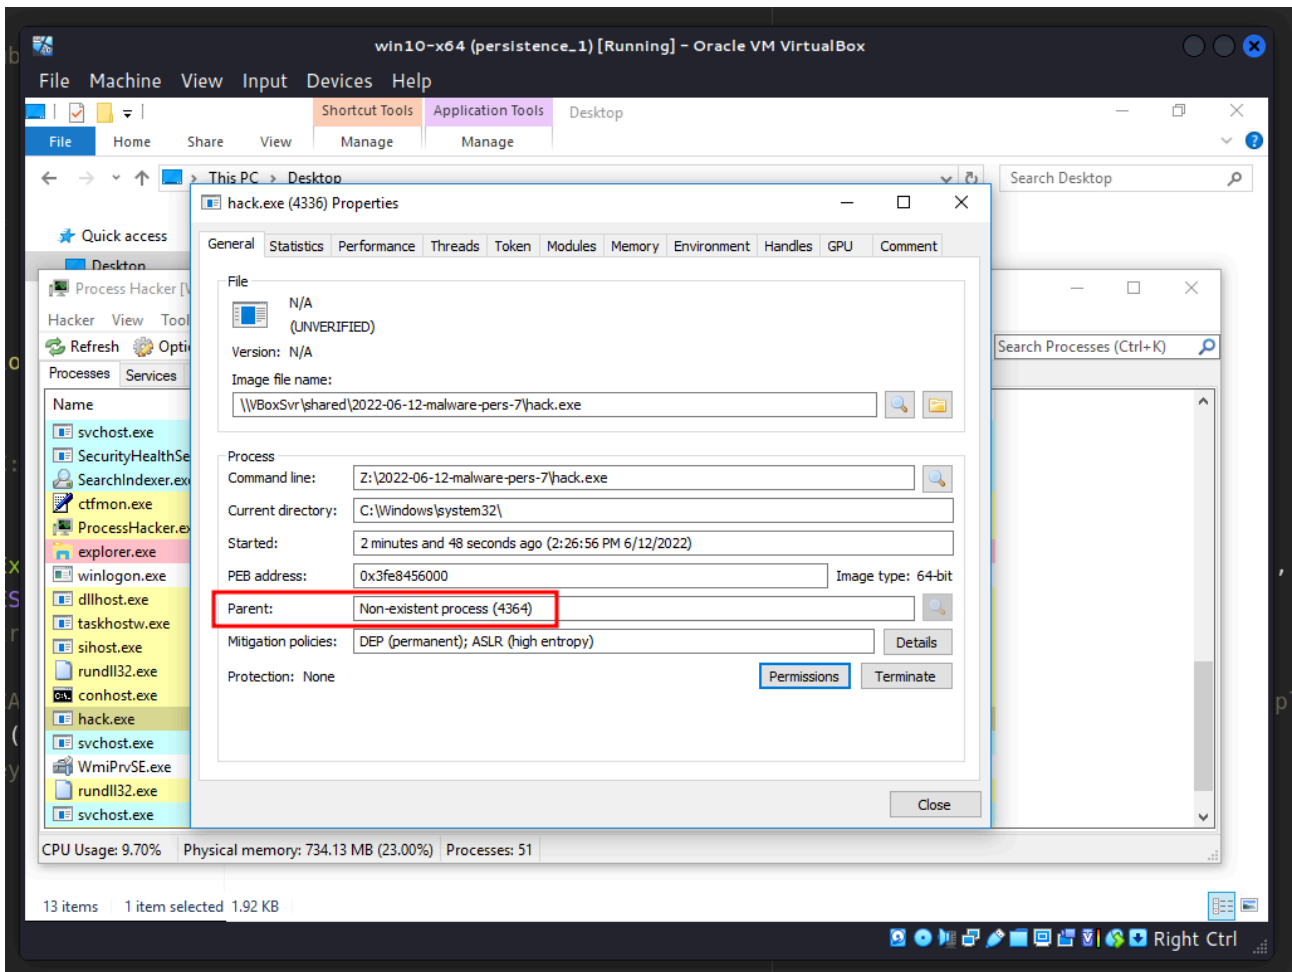 win10-x64 (persistence_1) [Running] - Oracle VM VirtualBox
File Machine View Input Devices Help
Shortcut Tools Application Tools Desktop
File Home Share View Manage Manage
This PC > Desktop
Search Desktop
hack.exe (4336) Properties
Quick access
Desktop
General Statistics Performance Threads Token Modules Memory Environment Handles GPU Comment
File
N/A
(UNVERIFIED)
Version: N/A
Image file name:
\\VBoxSvr\shared\2022-06-12-malware-pers-7\hack.exe
Process
Command line: Z:\2022-06-12-malware-pers-7\hack.exe
Current directory: C:\Windows\system32\
Started: 2 minutes and 48 seconds ago (2:26:56 PM 6/12/2022)
PEB address: 0x3fe8456000 Image type: 64-bit
Parent: Non-existent process (4364)
Mitigation policies: DEP (permanent); ASLR (high entropy) Details
Protection: None Permissions Terminate
Close
Process Hacker
Hacker View Tool
Refresh Opti
Search Processes (Ctrl+K)
Processes Services
Name
svchost.exe
SecurityHealthSe
SearchIndexer.ex
ctfmon.exe
ProcessHacker.ex
explorer.exe
winlogon.exe
dllhost.exe
taskhostw.exe
sihost.exe
rundll32.exe
conhost.exe
hack.exe
svchost.exe
WmiPrvSE.exe
rundll32.exe
svchost.exe
CPU Usage: 9.70% Physical memory: 734.13 MB (23.00%) Processes: 51
13 items 1 item selected 1.92 KB
Right Ctrl